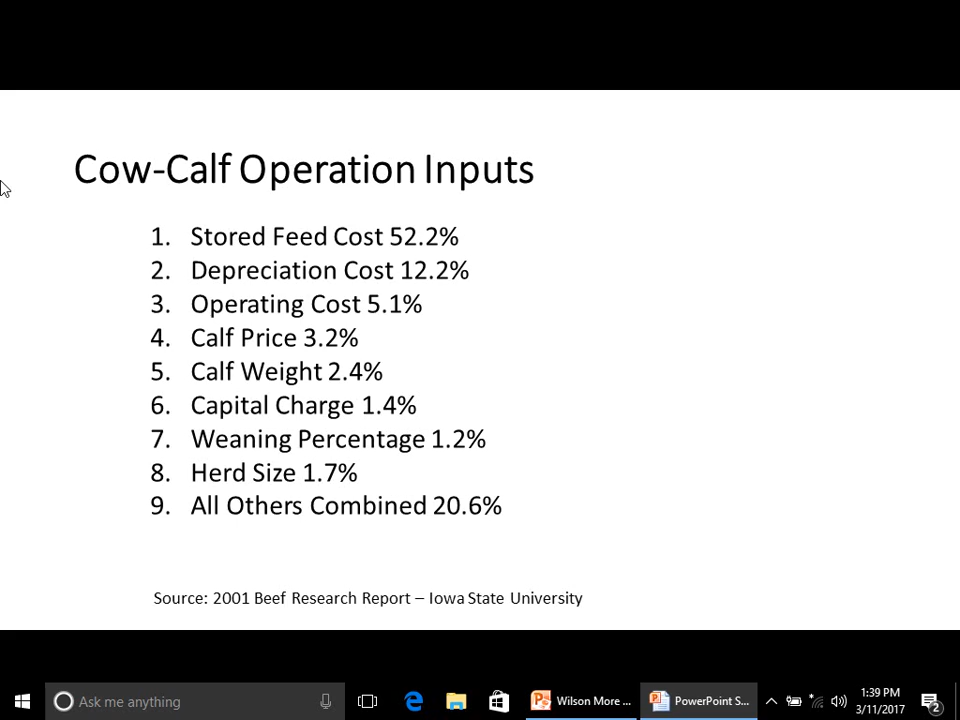 Cow-Calf Operation Inputs
1. Stored Feed Cost 52.2%
2. Depreciation Cost 12.2%
3. Operating Cost 5.1%
4. Calf Price 3.2%
5. Calf Weight 2.4%
6. Capital Charge 1.4%
7. Weaning Percentage 1.2%
8. Herd Size 1.7%
9. All Others Combined 20.6%
Source: 2001 Beef Research Report – Iowa State University
Ask me anything
Wilson More ...
PowerPoint S...
1:39 PM
3/11/2017
2